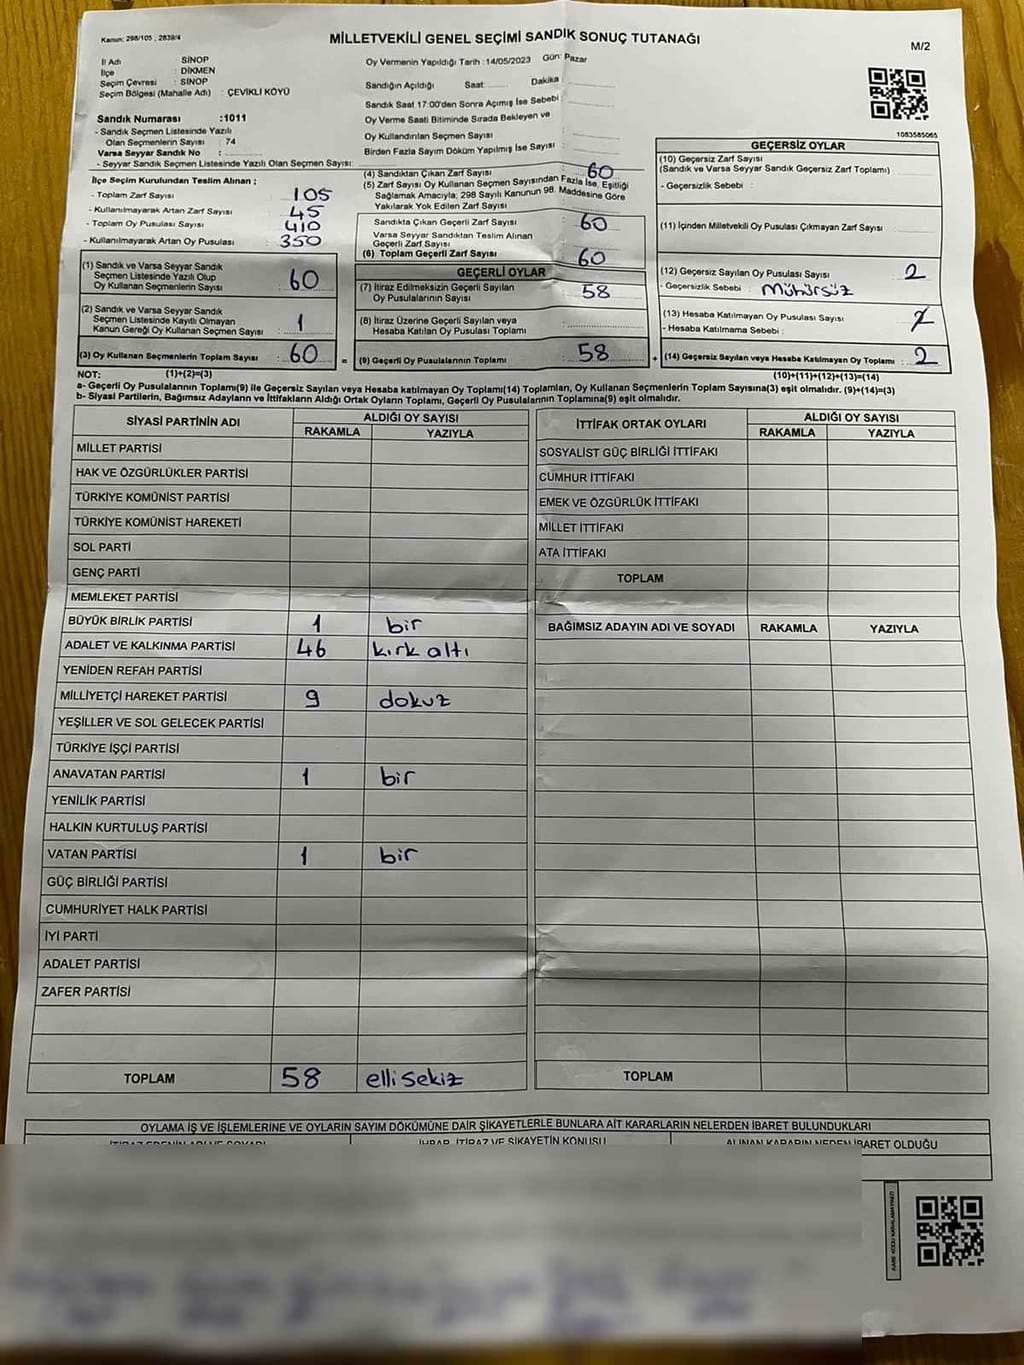 Kanun: 298/105 , 2839/4
MİLLETVEKİLİ GENEL SEÇİMİ SANDIK SONUÇ TUTANAĞI
M/2
İl Adı : SİNOP
İlçe : DİKMEN
Seçim Çevresi : SİNOP
Seçim Bölgesi (Mahalle Adı) : ÇEVİKLİ KÖYÜ
Sandık Numarası :1011
- Sandık Seçmen Listesinde Yazılı
Olan Seçmenlerin Sayısı : 74
Varsa Seyyar Sandık No :
- Seyyar Sandık Seçmen Listesinde Yazılı Olan Seçmen Sayısı:
Oy Vermenin Yapıldığı Tarih :14/05/2023 Gün: Pazar
Sandığın Açıldığı Saat: Dakika
Sandık Saat 17:00'den Sonra Açımış İse Sebebi
Oy Verme Saati Bitiminde Sırada Bekleyen ve
Oy Kullandırılan Seçmen Sayısı :
Birden Fazla Sayım Döküm Yapılmış İse Sayısı :
1083585065
İlçe Seçim Kurulundan Teslim Alınan ;
- Toplam Zarf Sayısı : 105
- Kullanılmayarak Artan Zarf Sayısı : 45
- Toplam Oy Pusulası Sayısı : 410
- Kullanılmayarak Artan Oy Pusulası : 350
(1) Sandık ve Varsa Seyyar Sandık
Seçmen Listesinde Yazılı Olup
Oy Kullanan Seçmenlerin Sayısı : 60
(2) Sandık ve Varsa Seyyar Sandık
Seçmen Listesinde Kayıtlı Olmayan
Kanun Gereği Oy Kullanan Seçmen Sayısı : 1
(3) Oy Kullanan Seçmenlerin Toplam Sayısı : 60 =
(4) Sandıktan Çıkan Zarf Sayısı : 60
(5) Zarf Sayısı Oy Kullanan Seçmen Sayısından Fazla İse, Eşitliği
Sağlamak Amacıyla; 298 Sayılı Kanunun 98. Maddesine Göre
Yakılarak Yok Edilen Zarf Sayısı :
Sandıkta Çıkan Geçerli Zarf Sayısı : 60
Varsa Seyyar Sandıktan Teslim Alınan
Geçerli Zarf Sayısı
(6) Toplam Geçerli Zarf Sayısı : 60
GEÇERLİ OYLAR
(7) İtiraz Edilmeksizin Geçerli Sayılan
Oy Pusulalarının Sayısı : 58
(8) İtiraz Üzerine Geçerli Sayılan veya
Hesaba Katılan Oy Pusulası Toplamı :
(9) Geçerli Oy Pusulalarının Toplamı : 58 +
GEÇERSİZ OYLAR
(10) Geçersiz Zarf Sayısı
(Sandık ve Varsa Seyyar Sandık Geçersiz Zarf Toplamı) :
- Geçersizlik Sebebi :
(11) İçinden Milletvekili Oy Pusulası Çıkmayan Zarf Sayısı :
(12) Geçersiz Sayılan Oy Pusulası Sayısı : 2
- Geçersizlik Sebebi : Mühürsüz
(13) Hesaba Katılmayan Oy Pusulası Sayısı :
- Hesaba Katılmama Sebebi :
(14) Geçersiz Sayılan veya Hesaba Katılmayan Oy Toplamı : 2
NOT: (1)+(2)=(3) (10)+(11)+(12)+(13)=(14)
a- Geçerli Oy Pusulalarının Toplamı(9) ile Geçersiz Sayılan veya Hesaba katılmayan Oy Toplamı(14) Toplamları, Oy Kullanan Seçmenlerin Toplam Sayısına(3) eşit olmalıdır. (9)+(14)=(3)
b- Siyasi Partilerin, Bağımsız Adayların ve İttifakların Aldığı Ortak Oyların Toplamı, Geçerli Oy Pusulalarının Toplamına(9) eşit olmalıdır.
SİYASİ PARTİNİN ADI ALDIĞI OY SAYISI
RAKAMLA YAZIYLA
MİLLET PARTİSİ
HAK VE ÖZGÜRLÜKLER PARTİSİ
TÜRKİYE KOMÜNİST PARTİSİ
TÜRKİYE KOMÜNİST HAREKETİ
SOL PARTİ
GENÇ PARTİ
MEMLEKET PARTİSİ
BÜYÜK BİRLİK PARTİSİ 1 bir
ADALET VE KALKINMA PARTİSİ 46 kırk altı
YENİDEN REFAH PARTİSİ
MİLLİYETÇİ HAREKET PARTİSİ 9 dokuz
YEŞİLLER VE SOL GELECEK PARTİSİ
TÜRKİYE İŞÇİ PARTİSİ
ANAVATAN PARTİSİ 1 bir
YENİLİK PARTİSİ
HALKIN KURTULUŞ PARTİSİ
VATAN PARTİSİ 1 bir
GÜÇ BİRLİĞİ PARTİSİ
CUMHURİYET HALK PARTİSİ
İYİ PARTİ
ADALET PARTİSİ
ZAFER PARTİSİ
TOPLAM 58 elli sekiz
İTTİFAK ORTAK OYLARI ALDIĞI OY SAYISI
RAKAMLA YAZIYLA
SOSYALİST GÜÇ BİRLİĞİ İTTİFAKI
CUMHUR İTTİFAKI
EMEK VE ÖZGÜRLÜK İTTİFAKI
MİLLET İTTİFAKI
ATA İTTİFAKI
TOPLAM
BAĞIMSIZ ADAYIN ADI VE SOYADI RAKAMLA YAZIYLA
TOPLAM
OYLAMA İŞ VE İŞLEMLERİNE VE OYLARIN SAYIM DÖKÜMÜNE DAİR ŞİKAYETLERLE BUNLARA AİT KARARLARIN NELERDEN İBARET BULUNDUKLARI
İTİRAZ EDENİN ADI VE SOYADI İHBAR, İTİRAZ VE ŞİKAYETİN KONUSU ALINAN KARARIN NEDEN İBARET OLDUĞU
KARE KODU KARALAMAYINIZ!